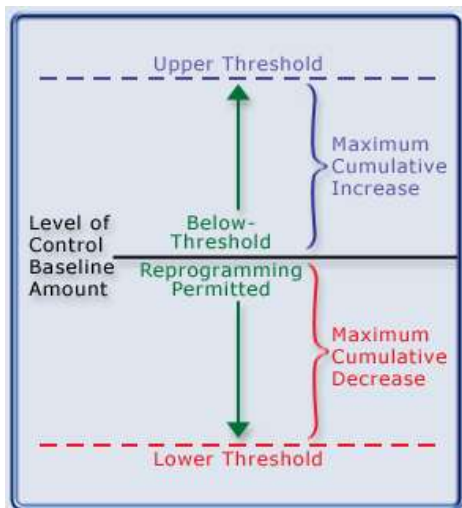 Upper Threshold
Maximum
Cumulative
Increase
Level of
Control
Baseline
Amount
Below-
Threshold
Reprogramming
Permitted
Maximum
Cumulative
Decrease
Lower Threshold